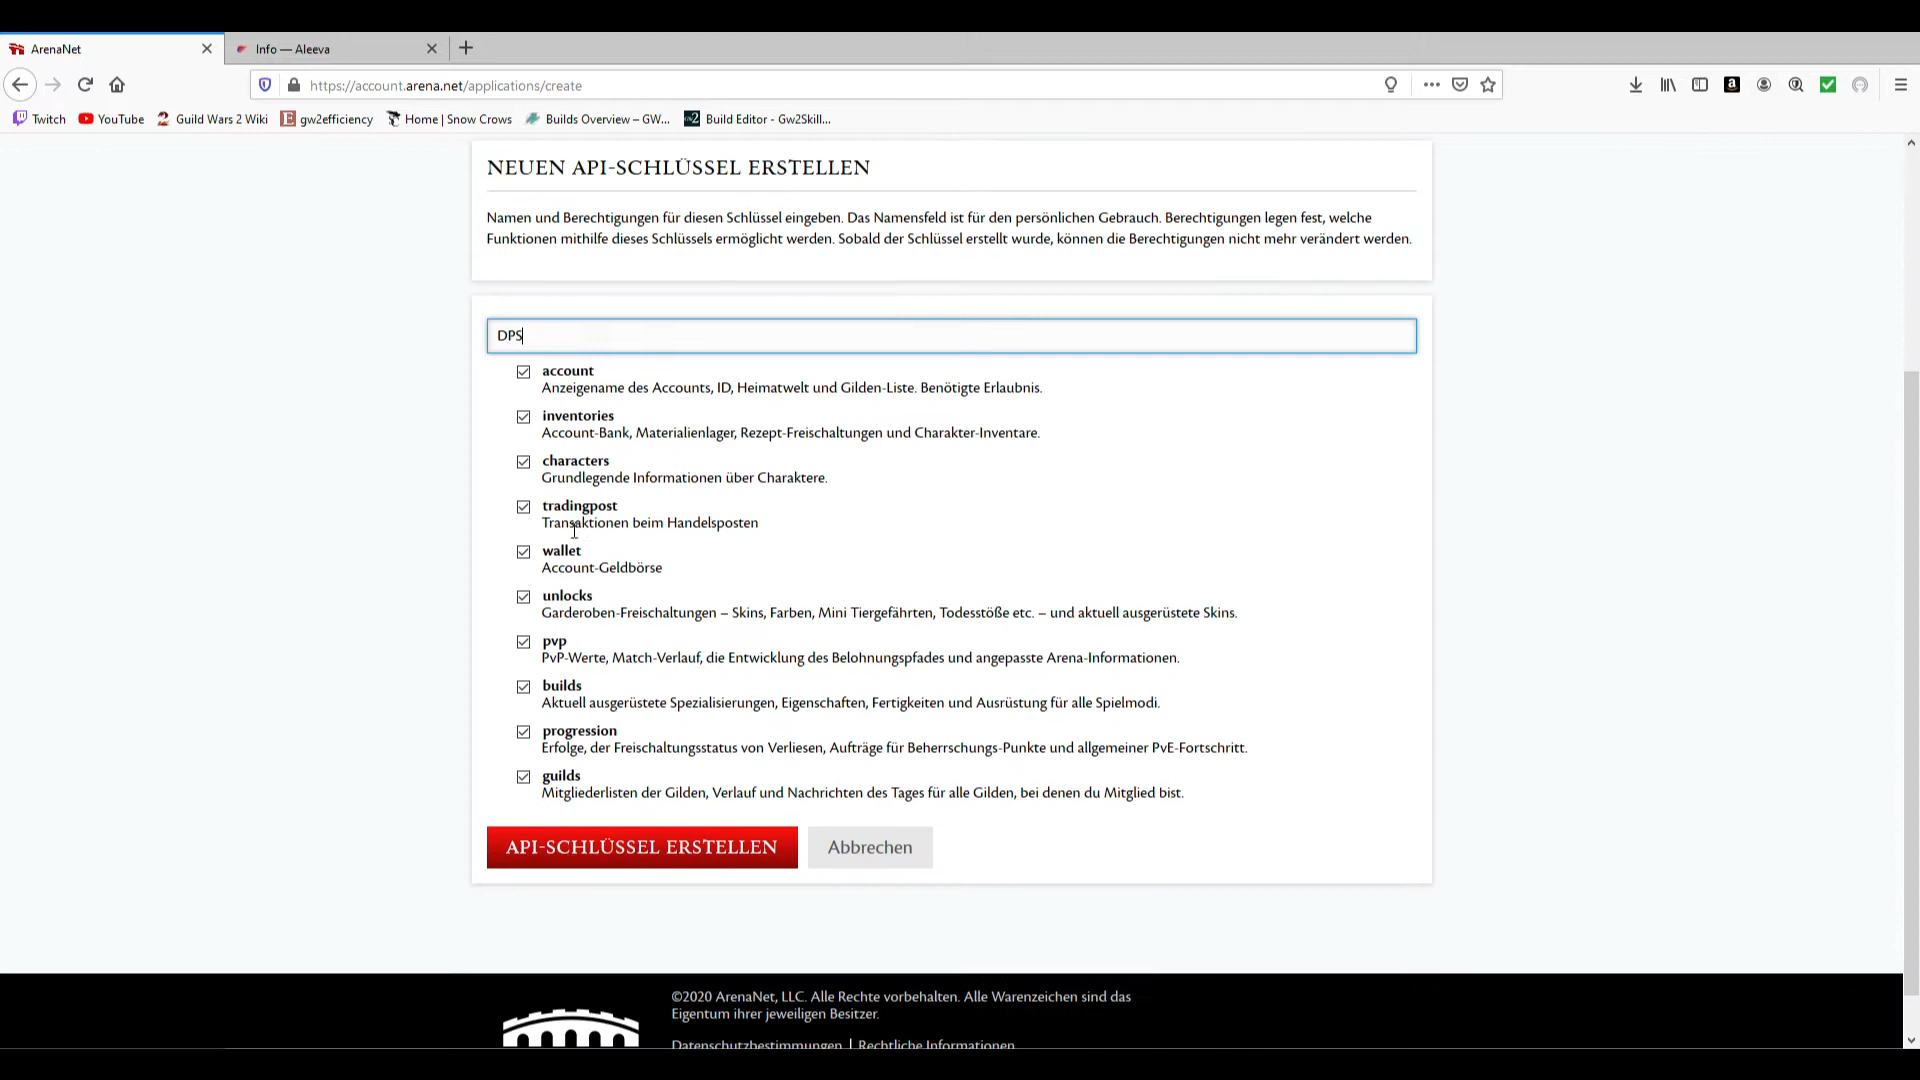 ArenaNet
Info — Aleeva
https://account.arena.net/applications/create
Twitch YouTube Guild Wars 2 Wiki gw2efficiency Home | Snow Crows Builds Overview – GW... Build Editor - Gw2Skill...
NEUEN API-SCHLÜSSEL ERSTELLEN
Namen und Berechtigungen für diesen Schlüssel eingeben. Das Namensfeld ist für den persönlichen Gebrauch. Berechtigungen legen fest, welche
Funktionen mithilfe dieses Schlüssels ermöglicht werden. Sobald der Schlüssel erstellt wurde, können die Berechtigungen nicht mehr verändert werden.
DPS
account
Anzeigename des Accounts, ID, Heimatwelt und Gilden-Liste. Benötigte Erlaubnis.
inventories
Account-Bank, Materialienlager, Rezept-Freischaltungen und Charakter-Inventare.
characters
Grundlegende Informationen über Charaktere.
tradingpost
Transaktionen beim Handelsposten
wallet
Account-Geldbörse
unlocks
Garderoben-Freischaltungen – Skins, Farben, Mini Tiergefährten, Todesstöße etc. – und aktuell ausgerüstete Skins.
pvp
PvP-Werte, Match-Verlauf, die Entwicklung des Belohnungspfades und angepasste Arena-Informationen.
builds
Aktuell ausgerüstete Spezialisierungen, Eigenschaften, Fertigkeiten und Ausrüstung für alle Spielmodi.
progression
Erfolge, der Freischaltungsstatus von Verliesen, Aufträge für Beherrschungs-Punkte und allgemeiner PvE-Fortschritt.
guilds
Mitgliederlisten der Gilden, Verlauf und Nachrichten des Tages für alle Gilden, bei denen du Mitglied bist.
API-SCHLÜSSEL ERSTELLEN Abbrechen
©2020 ArenaNet, LLC. Alle Rechte vorbehalten. Alle Warenzeichen sind das
Eigentum ihrer jeweiligen Besitzer.
Datenschutzbestimmungen | Rechtliche Informationen